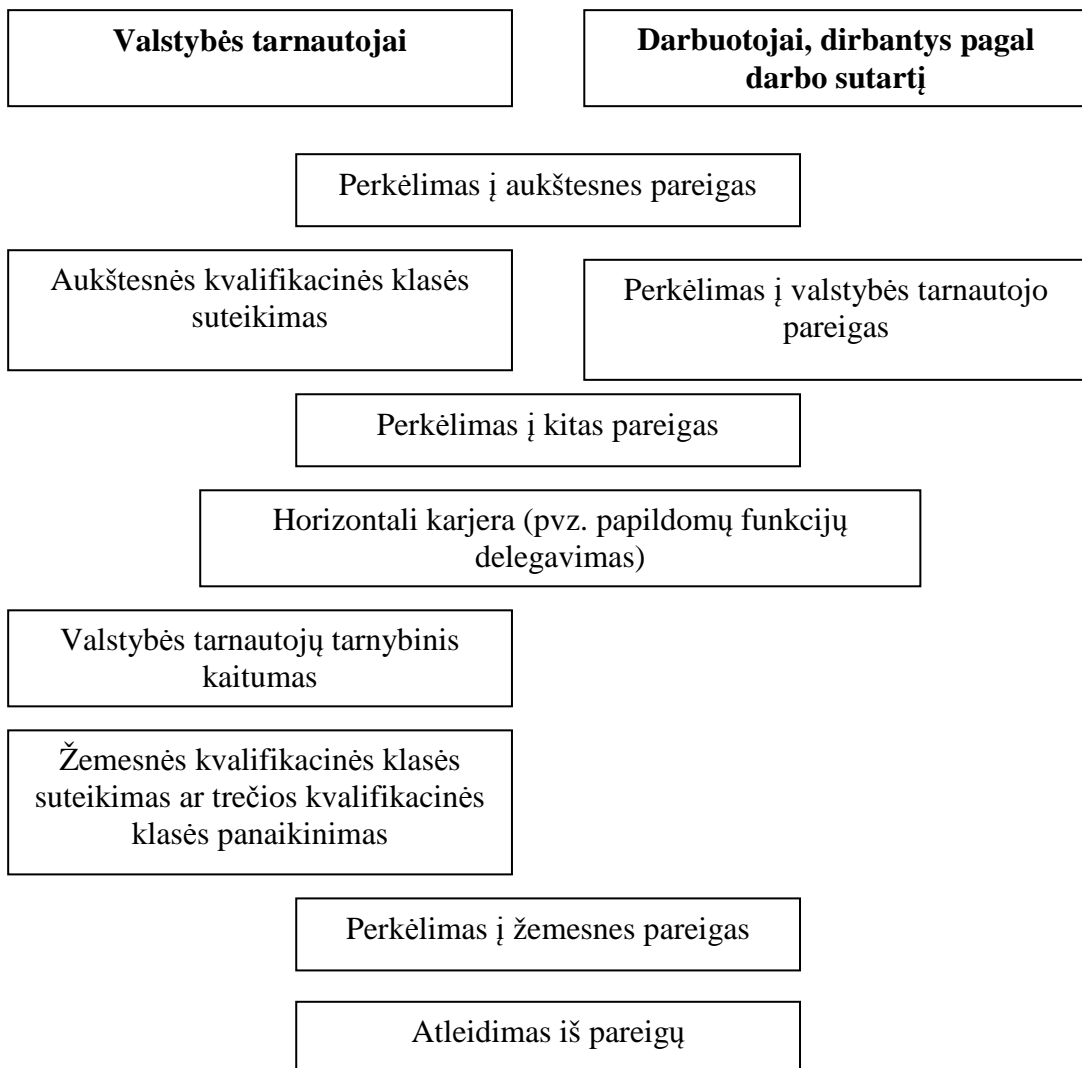 Valstybės tarnautojai
Darbuotojai, dirbantys pagal
darbo sutartį
Perkėlimas į aukštesnes pareigas
Aukštesnės kvalifikacinės klasės
suteikimas
Perkėlimas į valstybės tarnautojo
pareigas
Perkėlimas į kitas pareigas
Horizontali karjera (pvz. papildomų funkcijų
delegavimas)
Valstybės tarnautojų tarnybinis
kaitumas
Žemesnės kvalifikacinės klasės
suteikimas ar trečios kvalifikacinės
klasės panaikinimas
Perkėlimas į žemesnes pareigas
Atleidimas iš pareigų